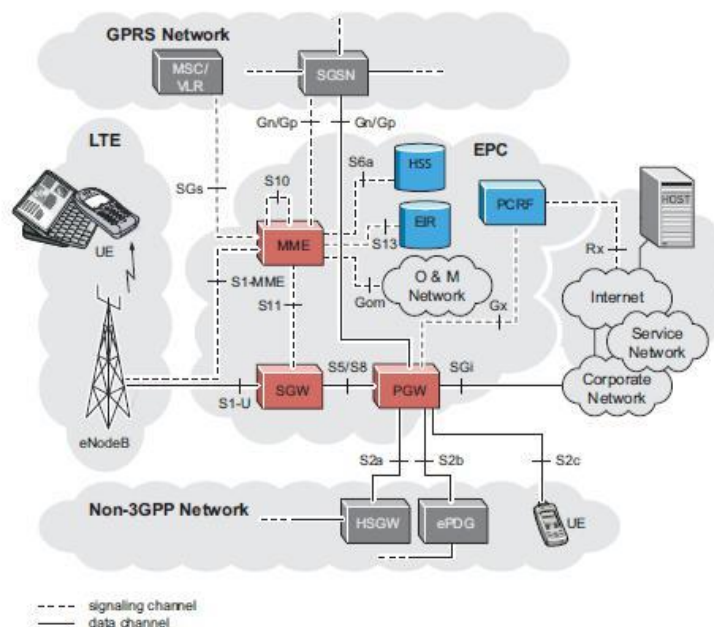 GPRS Network
MSC/
VLR
SGSN
Gn/Gp
Gn/Gp
LTE
EPC
S6a
HSS
S10
SGs
PCRF
HOST
EIR
UE
MME
S13
Rx
S1-MME
O & M
Network
S11
Gom
Gx
Internet
Service
Network
S5/S8
SGi
SGW
PGW
Corporate
Network
S1-U
eNodeB
S2a
S2b
S2c
Non-3GPP Network
HSGW
ePDG
UE
signaling channel
data channel